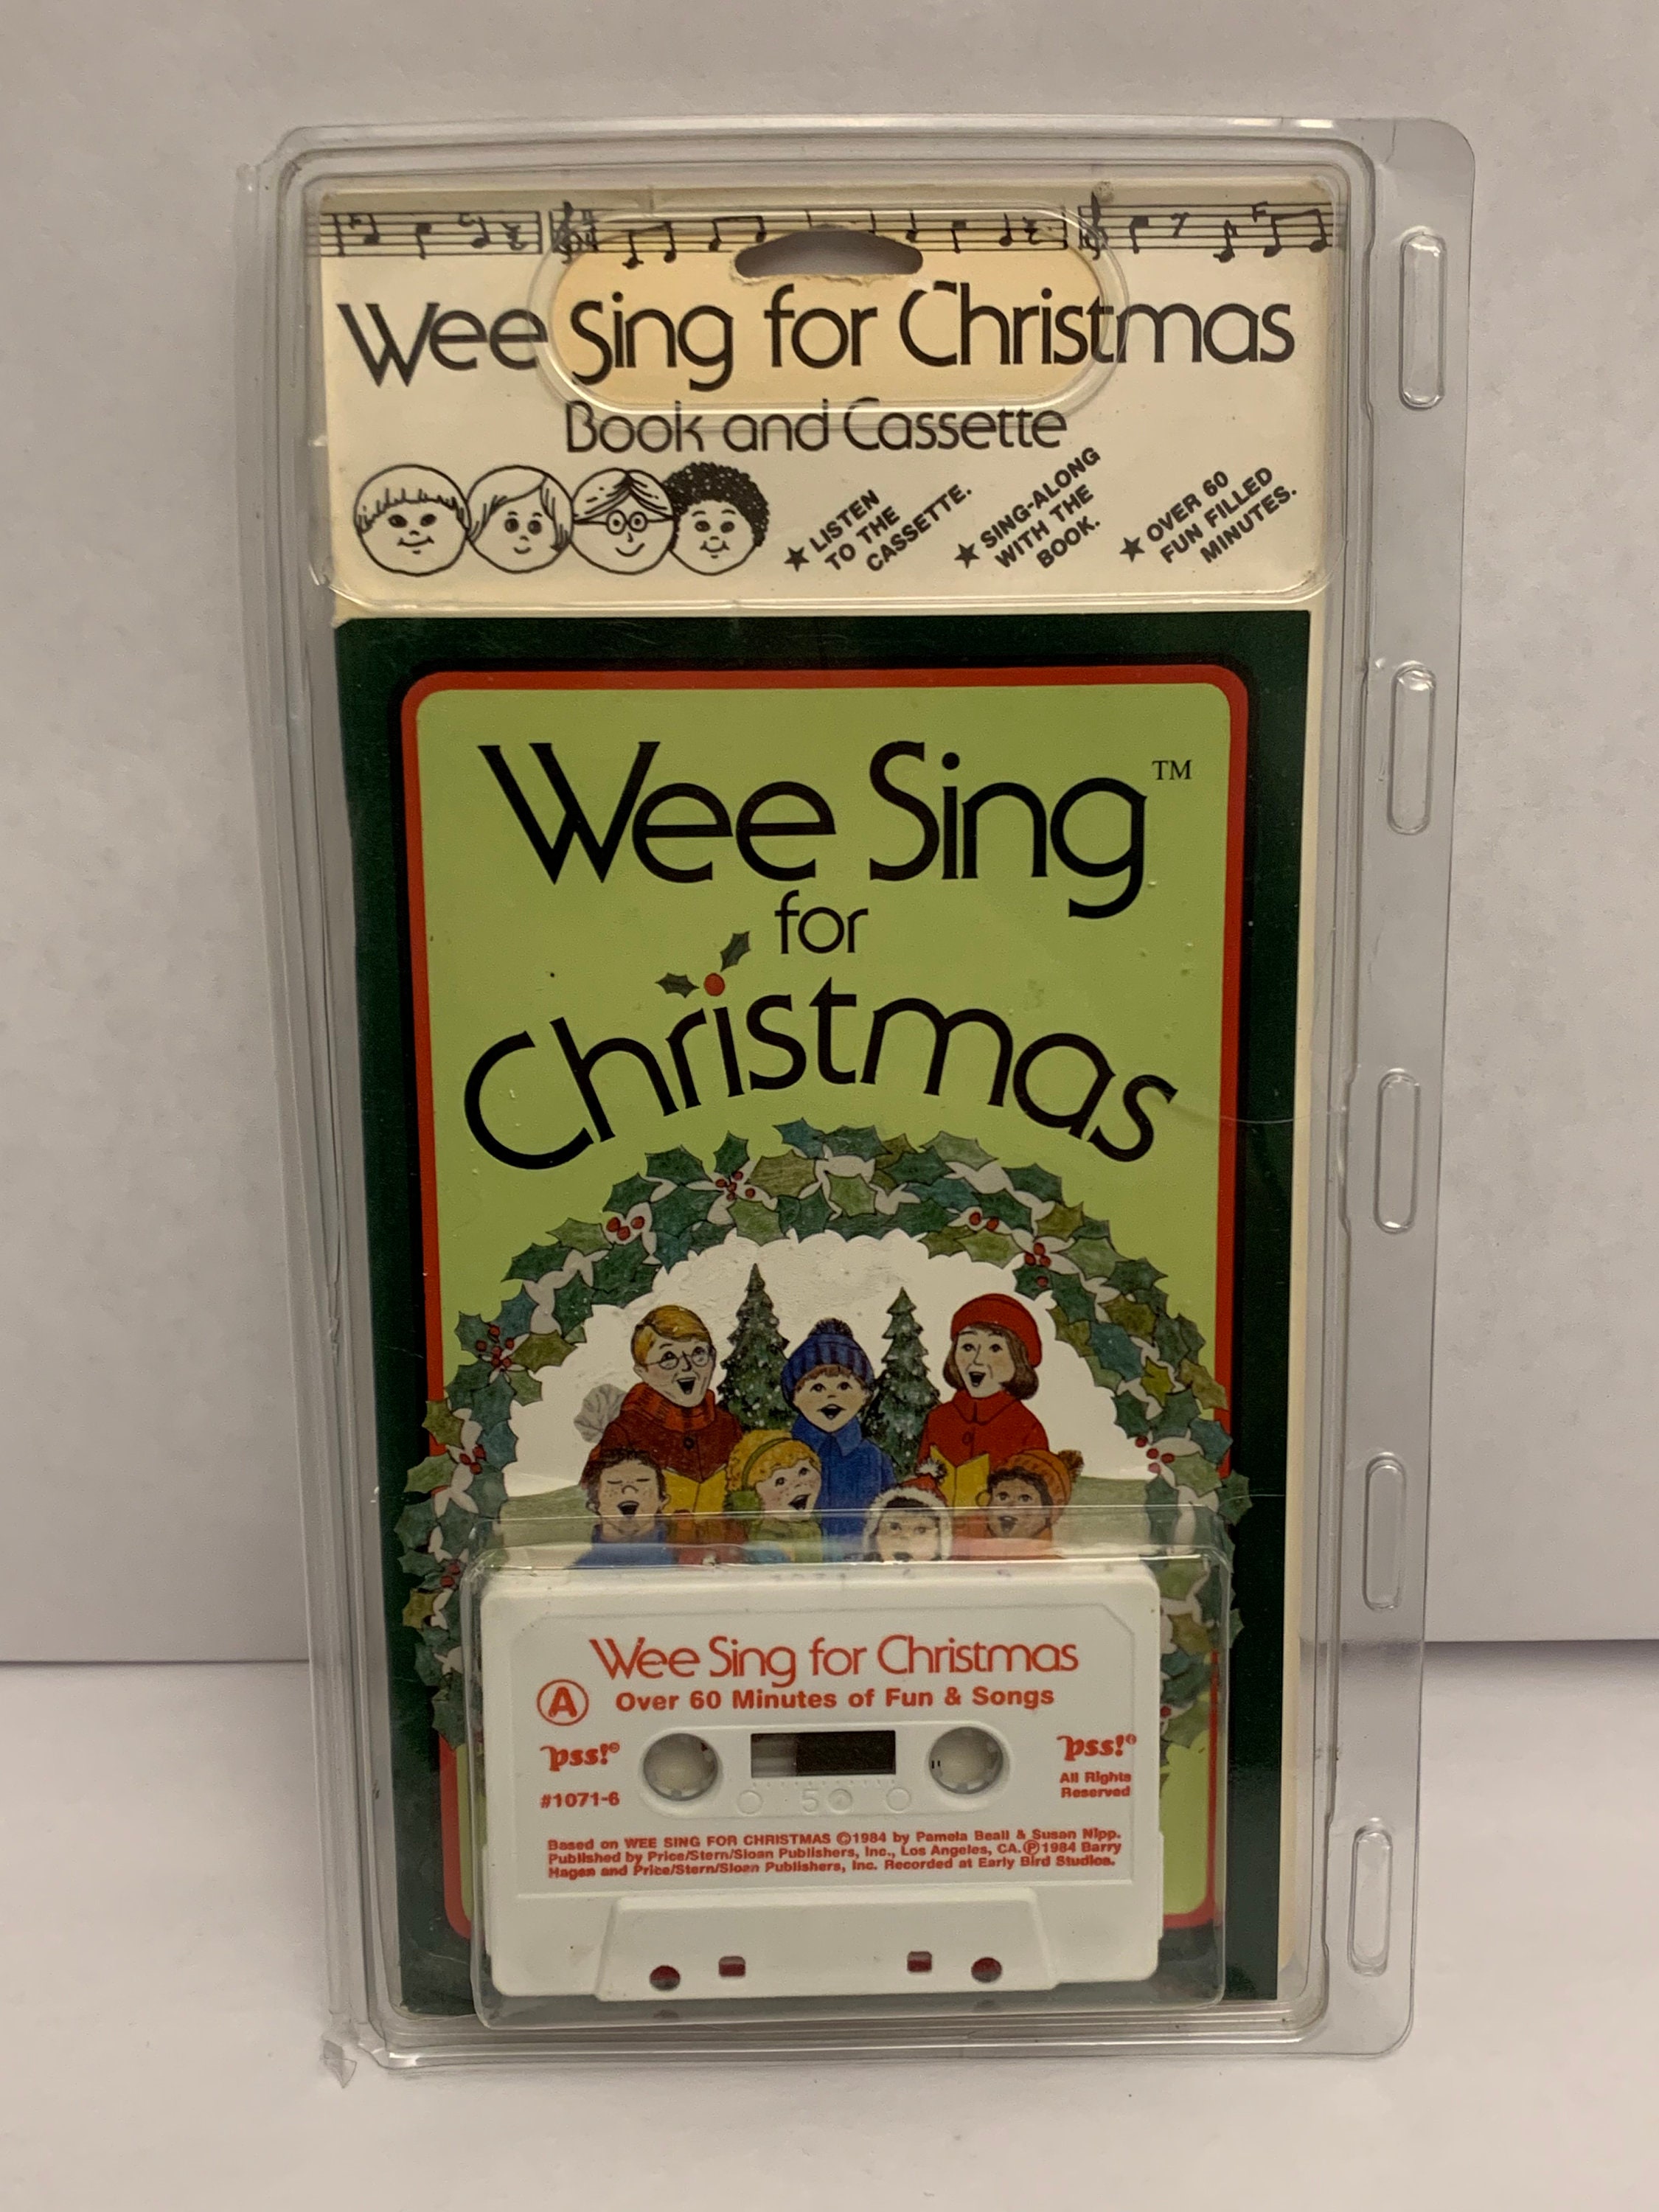 Wee Sing for Christmas
Book and Cassette
★ LISTEN
TO THE
CASSETTE.
★ SING-ALONG
WITH THE
BOOK.
★ OVER 60
FUN FILLED
MINUTES.
Wee Sing™
for
Christmas
Wee Sing for Christmas
A Over 60 Minutes of Fun & Songs
pss!®
#1071-6
50
pss!®
All Rights
Reserved
Based on WEE SING FOR CHRISTMAS ©1984 by Pamela Beall & Susan Nipp.
Published by Price/Stern/Sloan Publishers, Inc., Los Angeles, CA. ℗1984 Barry
Hagen and Price/Stern/Sloan Publishers, Inc. Recorded at Early Bird Studios.